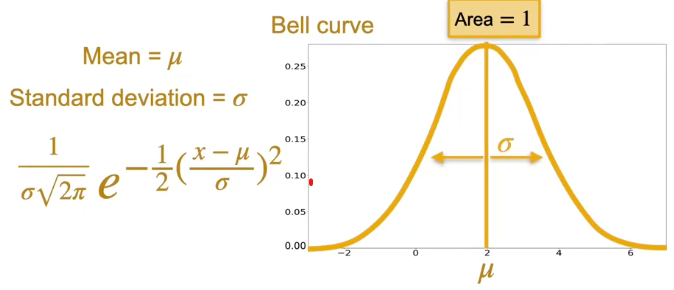 Bell curve
Area = 1
Mean = μ
Standard deviation = σ
1/(σ√2π) e^−1/2((x − μ)/σ)^2
0.25
0.20
0.15
0.10
0.05
0.00
σ
−2 0 2 4 6
μ